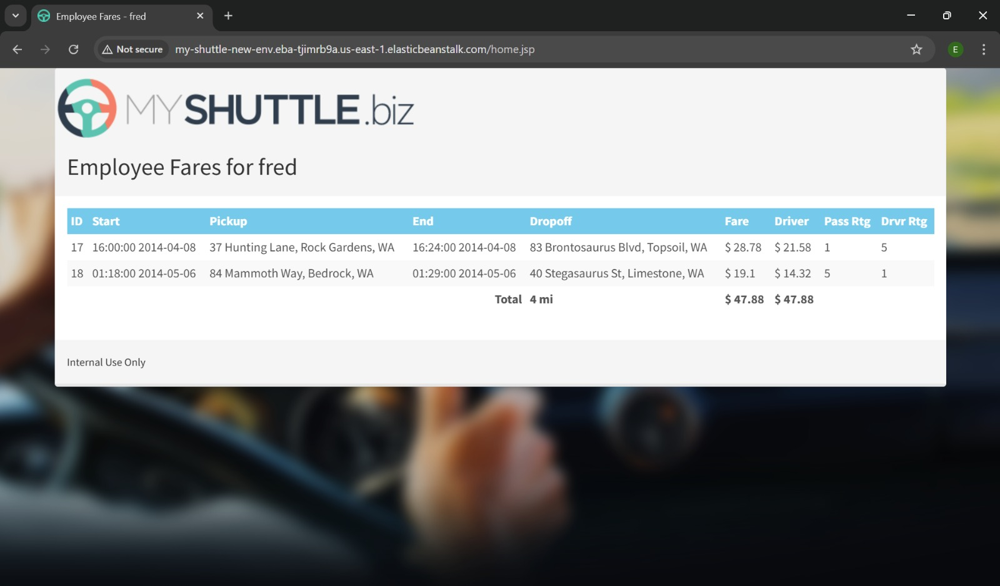 Employee Fares - fred
Not secure my-shuttle-new-env.eba-tjimrb9a.us-east-1.elasticbeanstalk.com/home.jsp E
MYSHUTTLE.biz
Employee Fares for fred
ID Start Pickup End Dropoff Fare Driver Pass Rtg Drvr Rtg
17 16:00:00 2014-04-08 37 Hunting Lane, Rock Gardens, WA 16:24:00 2014-04-08 83 Brontosaurus Blvd, Topsoil, WA $ 28.78 $ 21.58 1 5
18 01:18:00 2014-05-06 84 Mammoth Way, Bedrock, WA 01:29:00 2014-05-06 40 Stegasaurus St, Limestone, WA $ 19.1 $ 14.32 5 1
Total 4 mi $ 47.88 $ 47.88
Internal Use Only